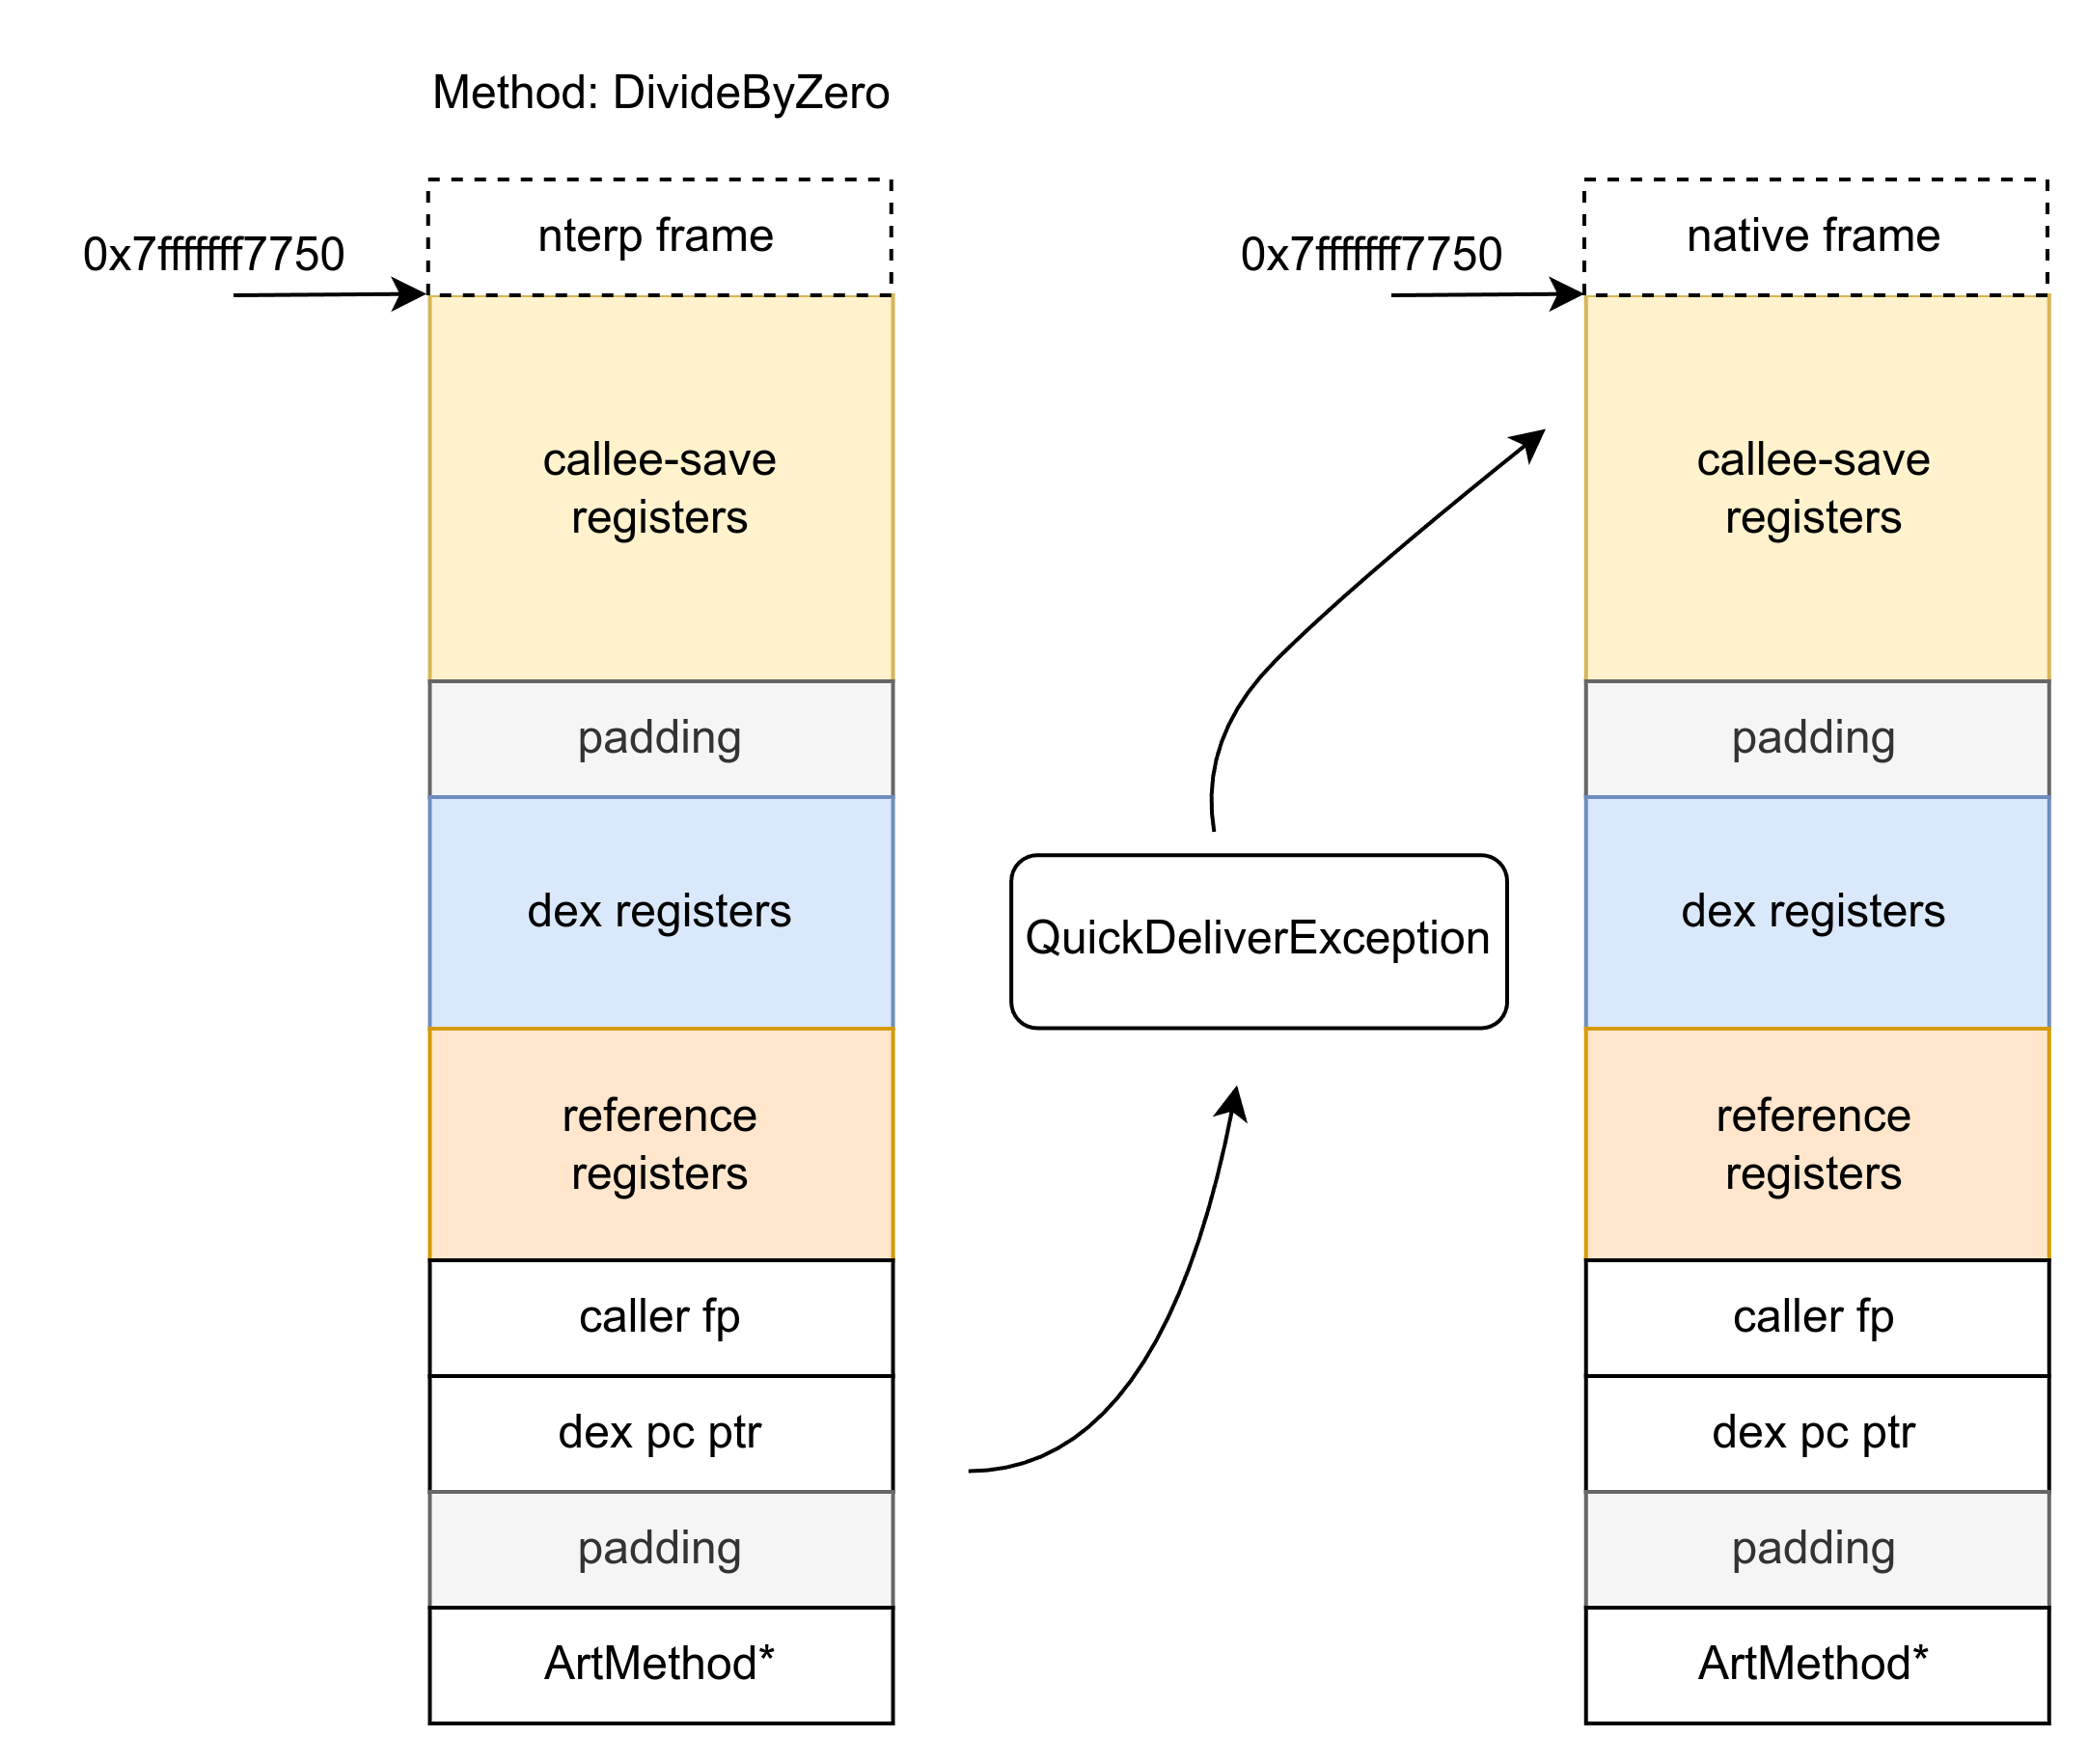 Method: DivideByZero
nterp frame
0x7fffffff7750
callee-save
registers
padding
dex registers
reference
registers
caller fp
dex pc ptr
padding
ArtMethod*
QuickDeliverException
native frame
0x7fffffff7750
callee-save
registers
padding
dex registers
reference
registers
caller fp
dex pc ptr
padding
ArtMethod*